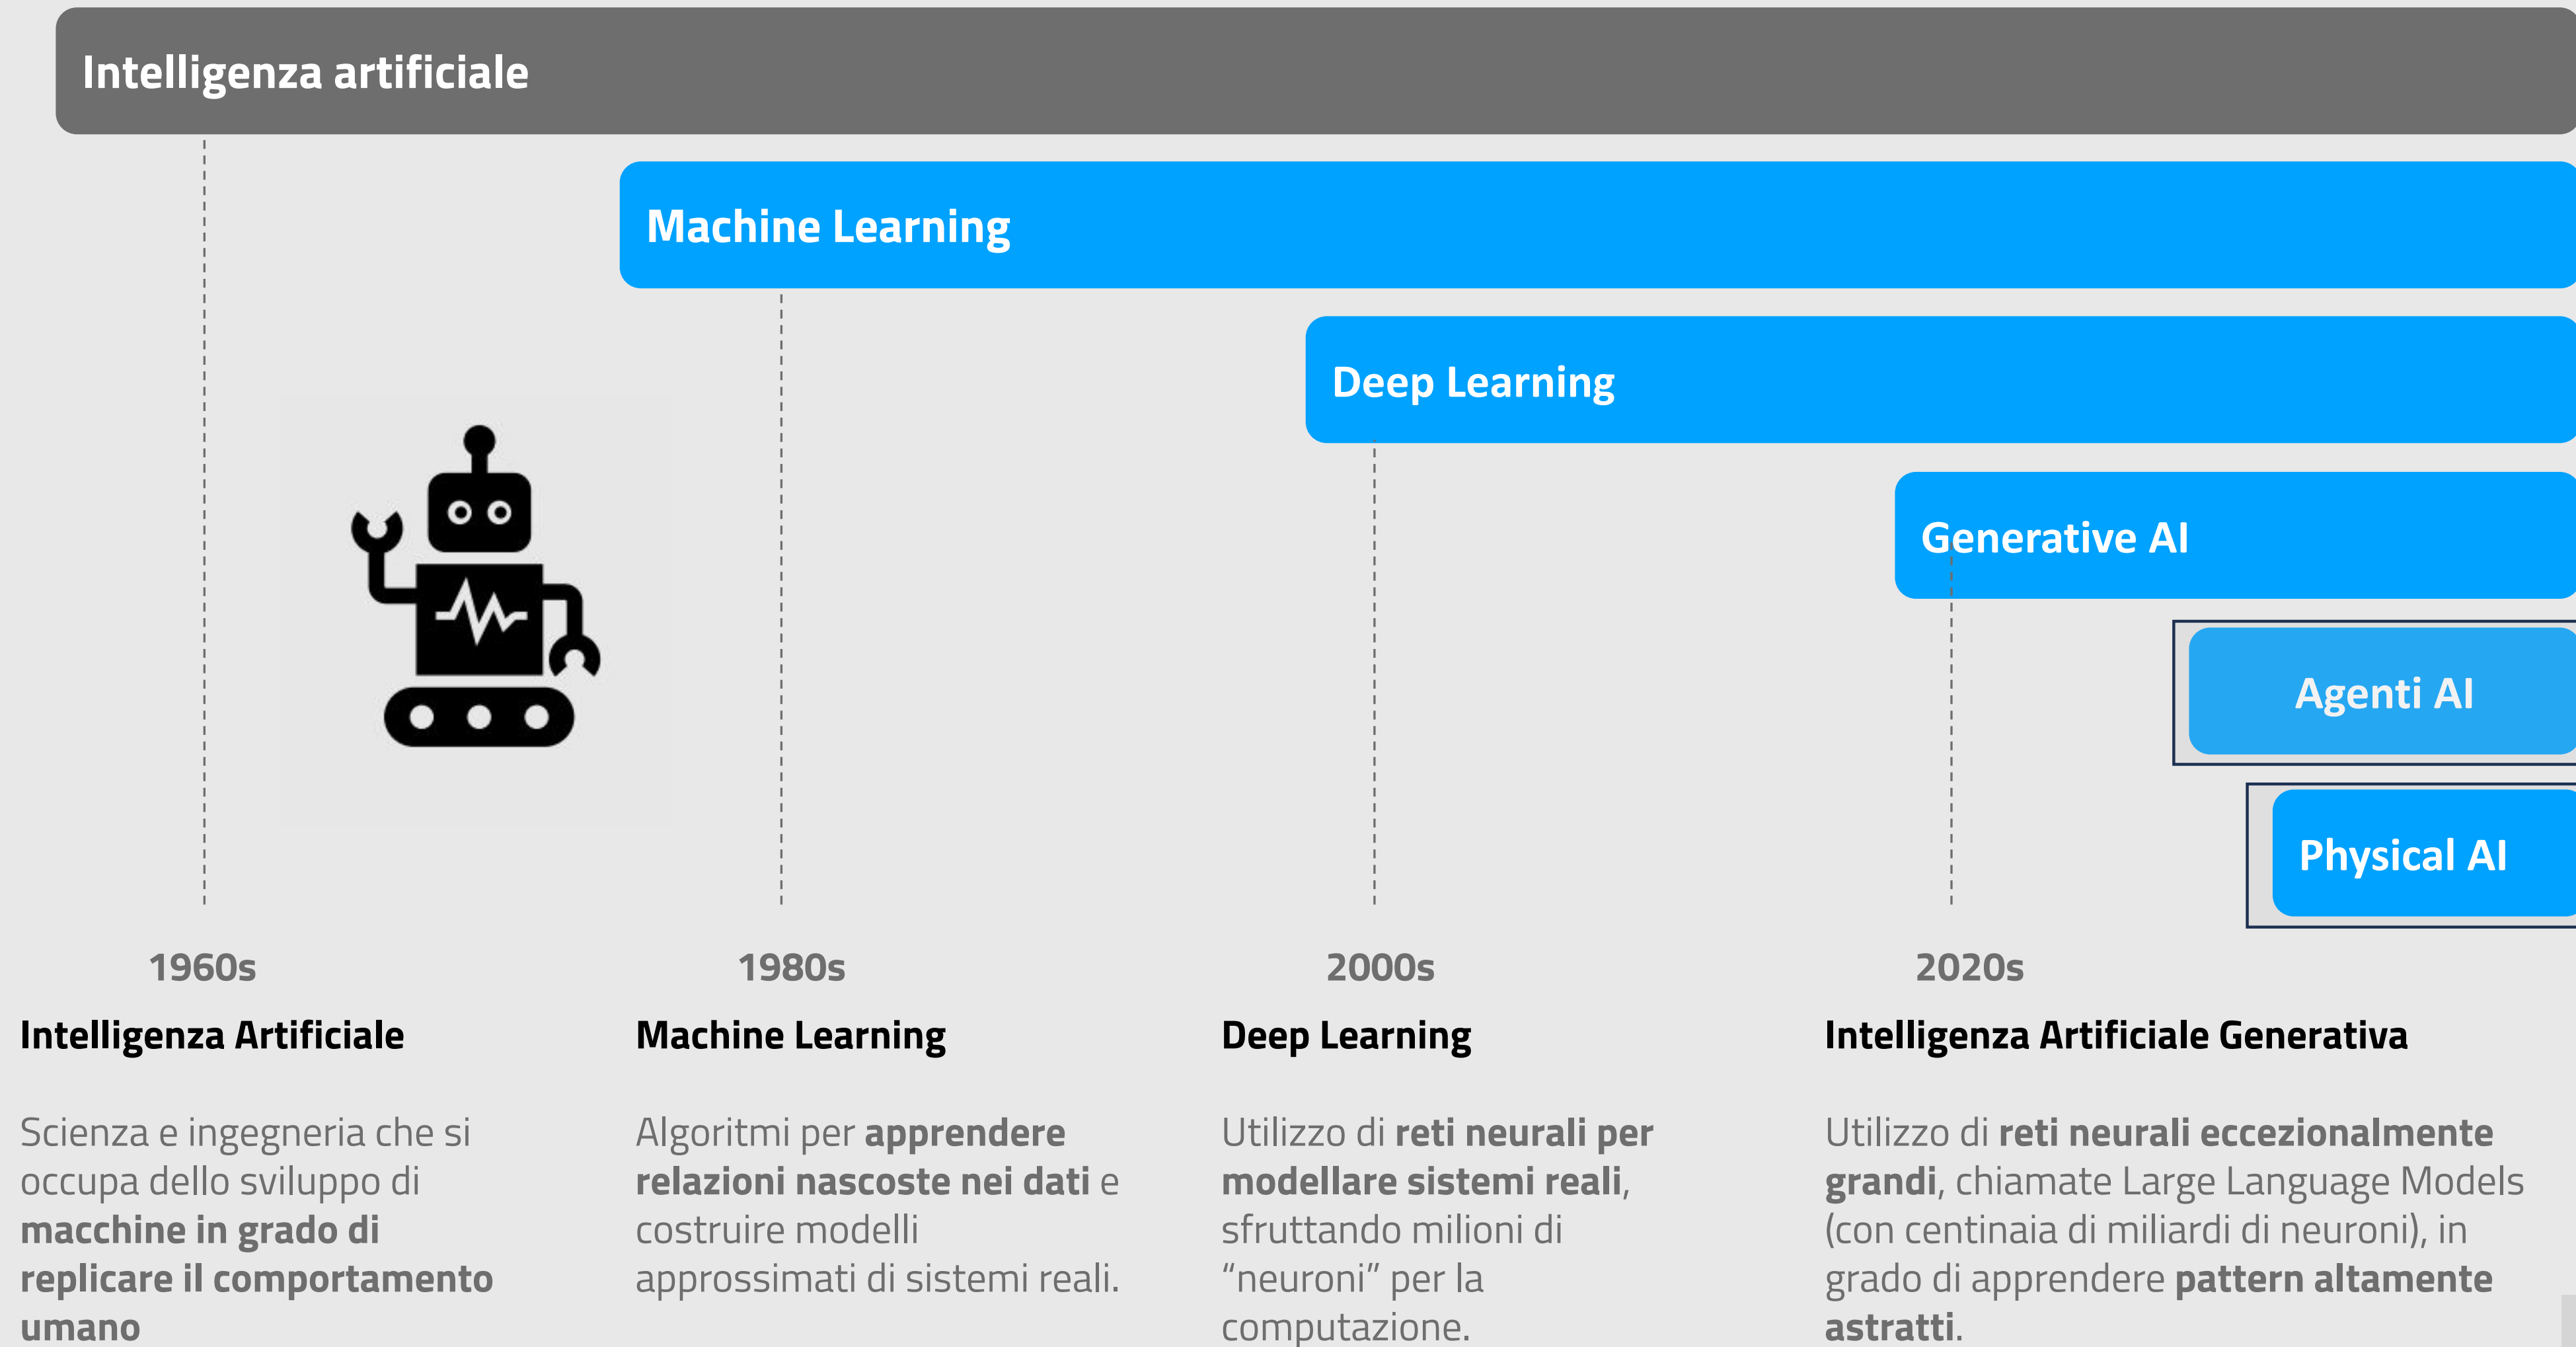 Intelligenza artificiale
Machine Learning
Deep Learning
Generative AI
Agenti AI
Physical AI
1960s
1980s
2000s
2020s
Intelligenza Artificiale
Scienza e ingegneria che si
occupa dello sviluppo di
macchine in grado di
replicare il comportamento
umano
Machine Learning
Algoritmi per apprendere
relazioni nascoste nei dati e
costruire modelli
approssimati di sistemi reali.
Deep Learning
Utilizzo di reti neurali per
modellare sistemi reali,
sfruttando milioni di
“neuroni” per la
computazione.
Intelligenza Artificiale Generativa
Utilizzo di reti neurali eccezionalmente
grandi, chiamate Large Language Models
(con centinaia di miliardi di neuroni), in
grado di apprendere pattern altamente
astratti.